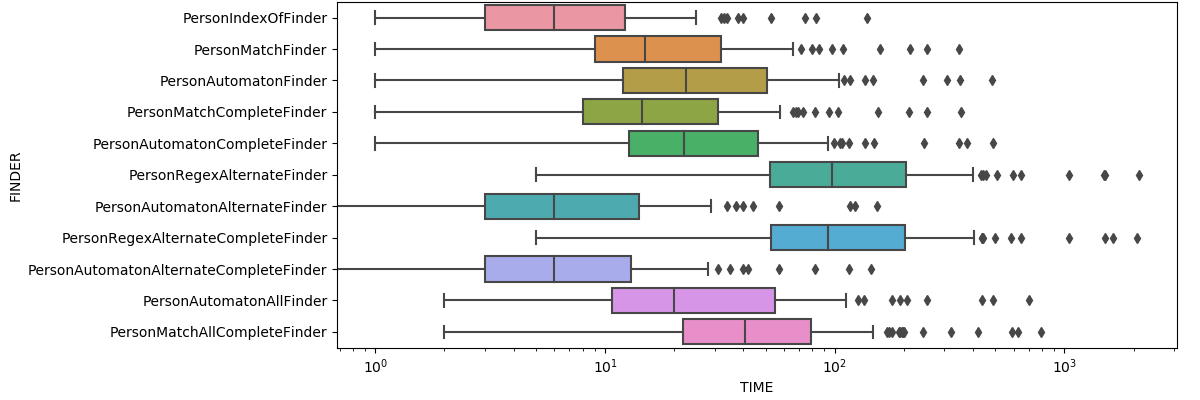 PersonIndexOfFinder
PersonMatchFinder
PersonAutomatonFinder
PersonMatchCompleteFinder
PersonAutomatonCompleteFinder
PersonRegexAlternateFinder
PersonAutomatonAlternateFinder
PersonRegexAlternateCompleteFinder
PersonAutomatonAlternateCompleteFinder
PersonAutomatonAllFinder
PersonMatchAllCompleteFinder
FINDER
10⁰ 10¹ 10² 10³
TIME